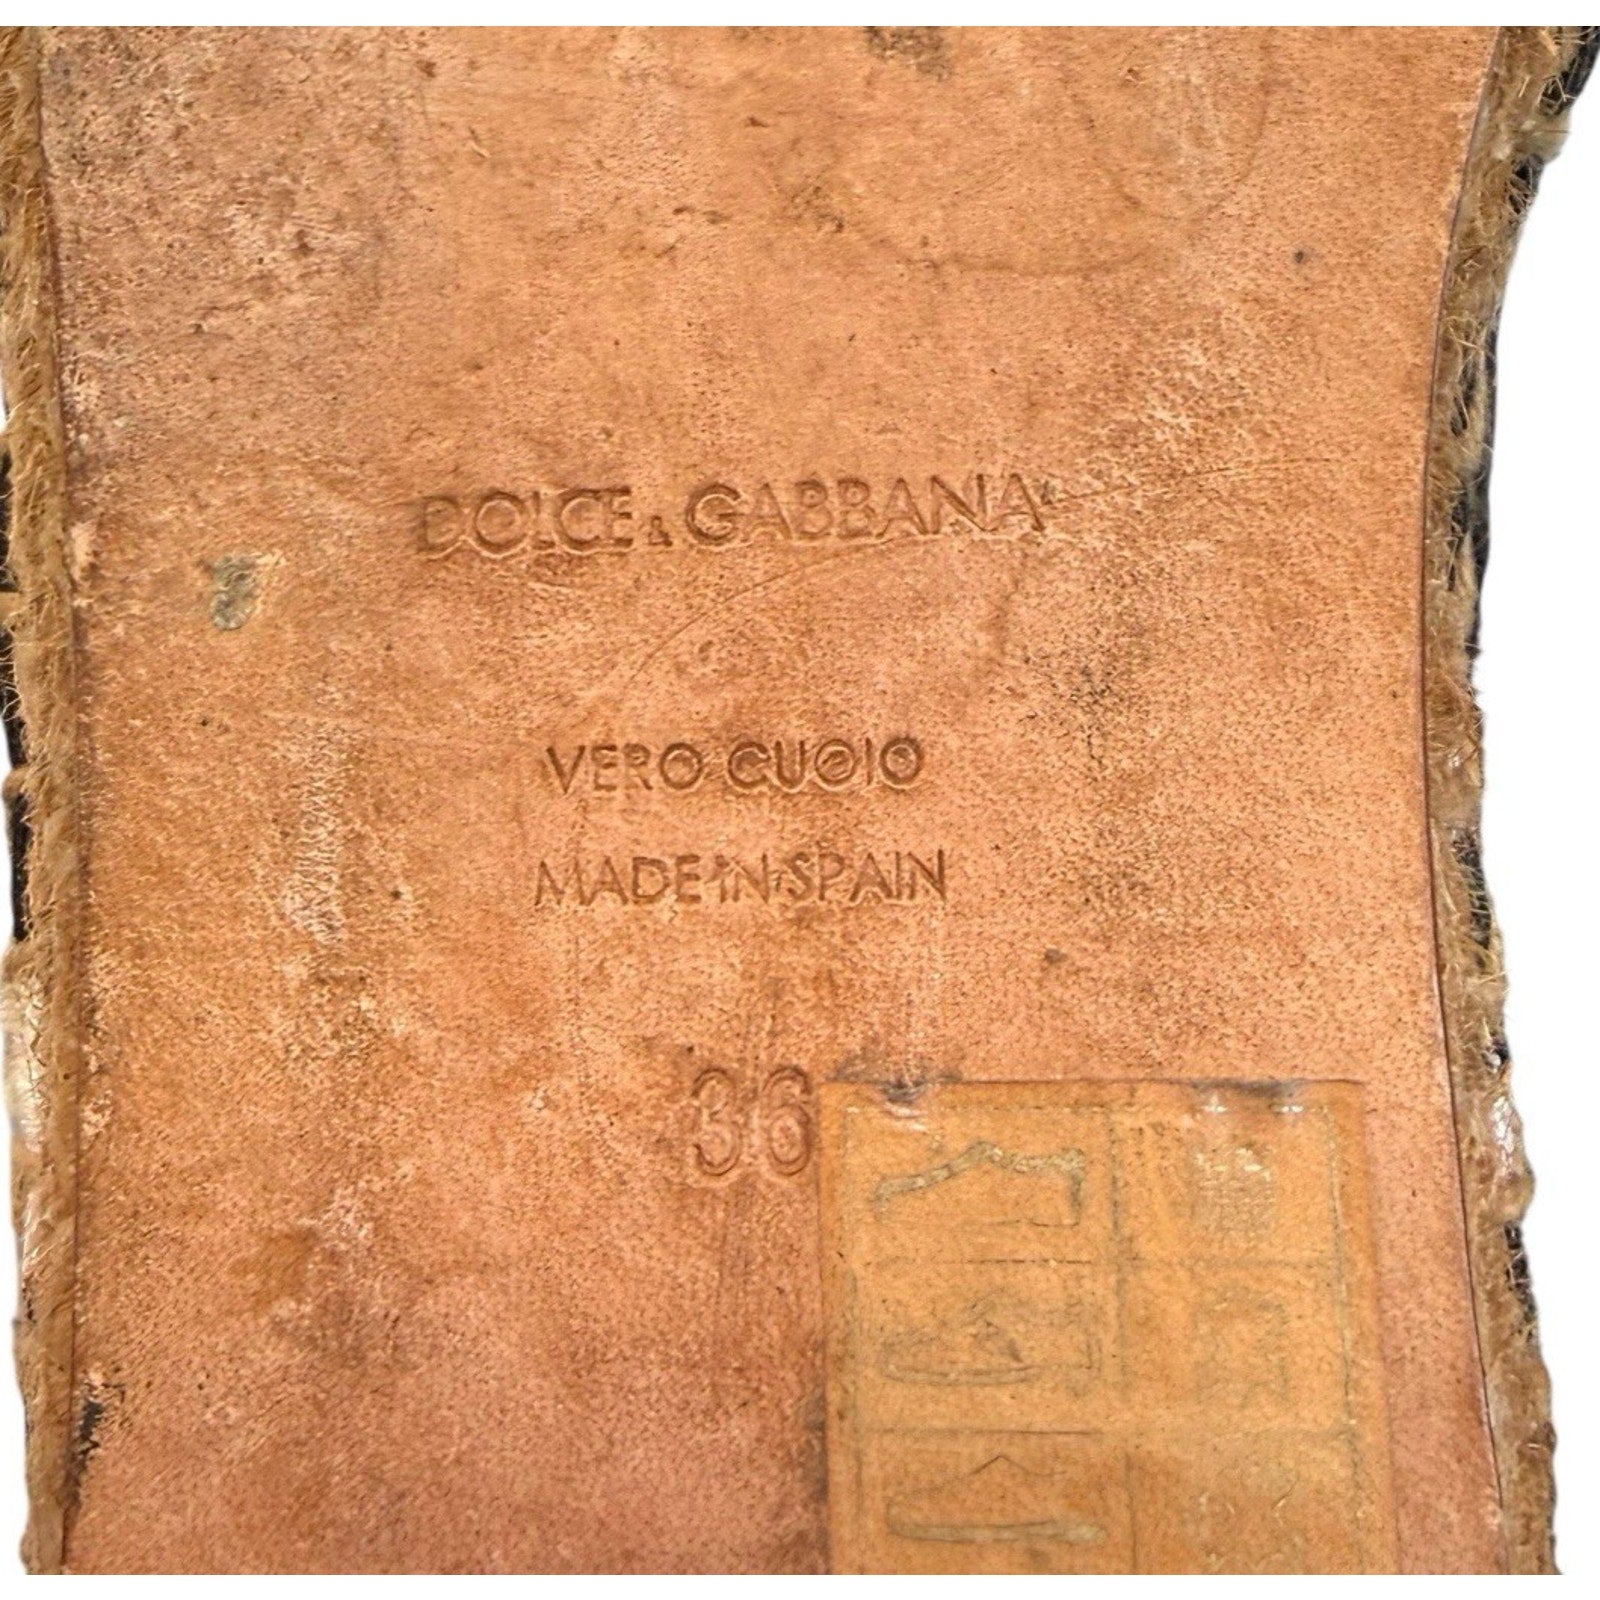 DOLCE & GABBANA
VERO CUOIO
MADE IN SPAIN
36